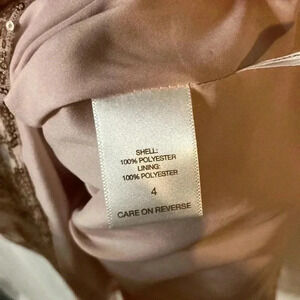 SHELL:
100% POLYESTER
LINING:
100% POLYESTER
4
CARE ON REVERSE